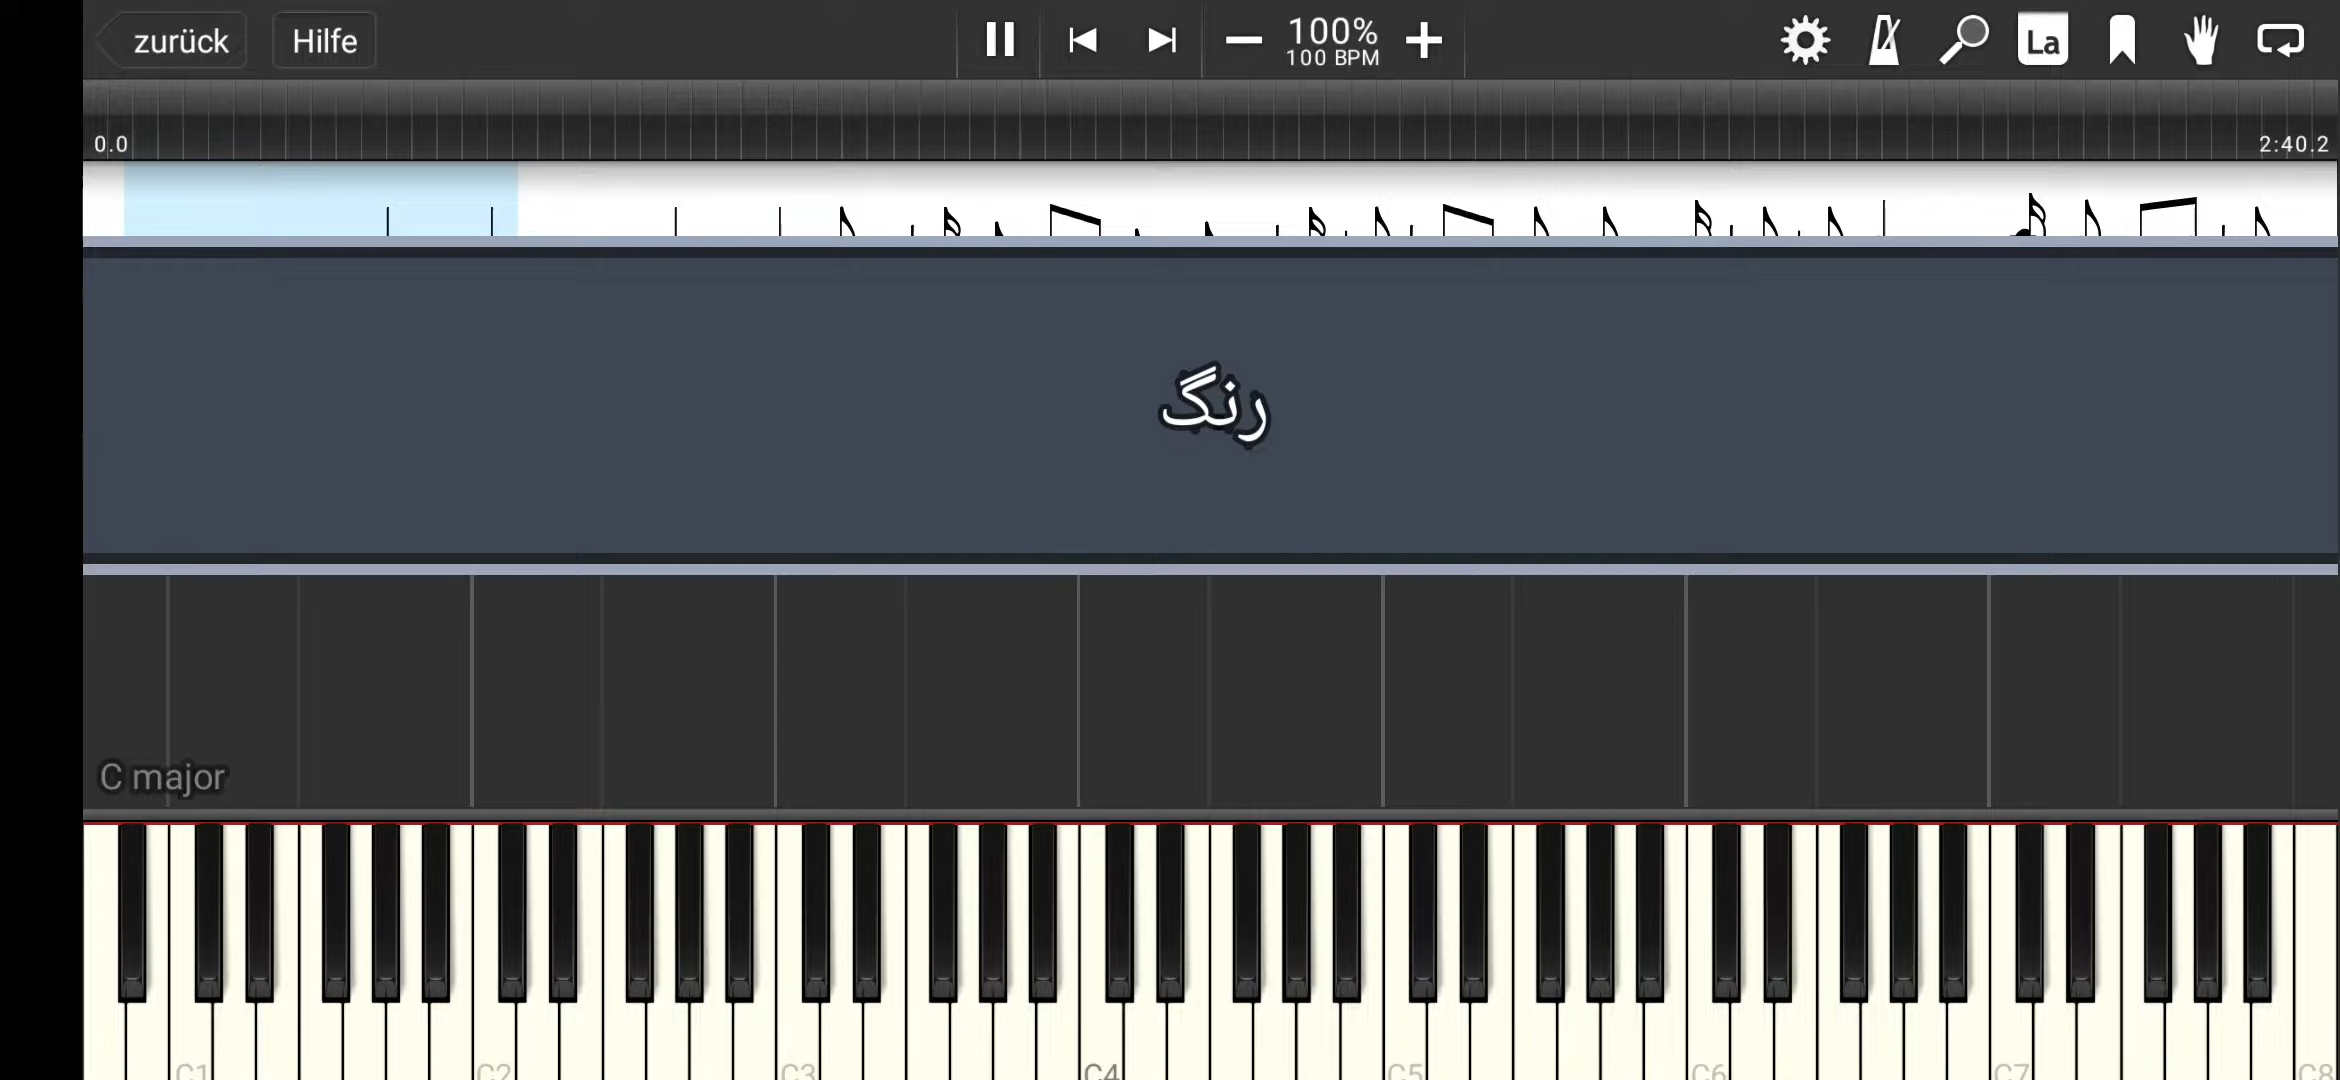 zurück Hilfe 100% La
100 BPM
0.0 2:40.2
رنگ
C major
C1 C2 C3 C4 C5 C6 C7 C8